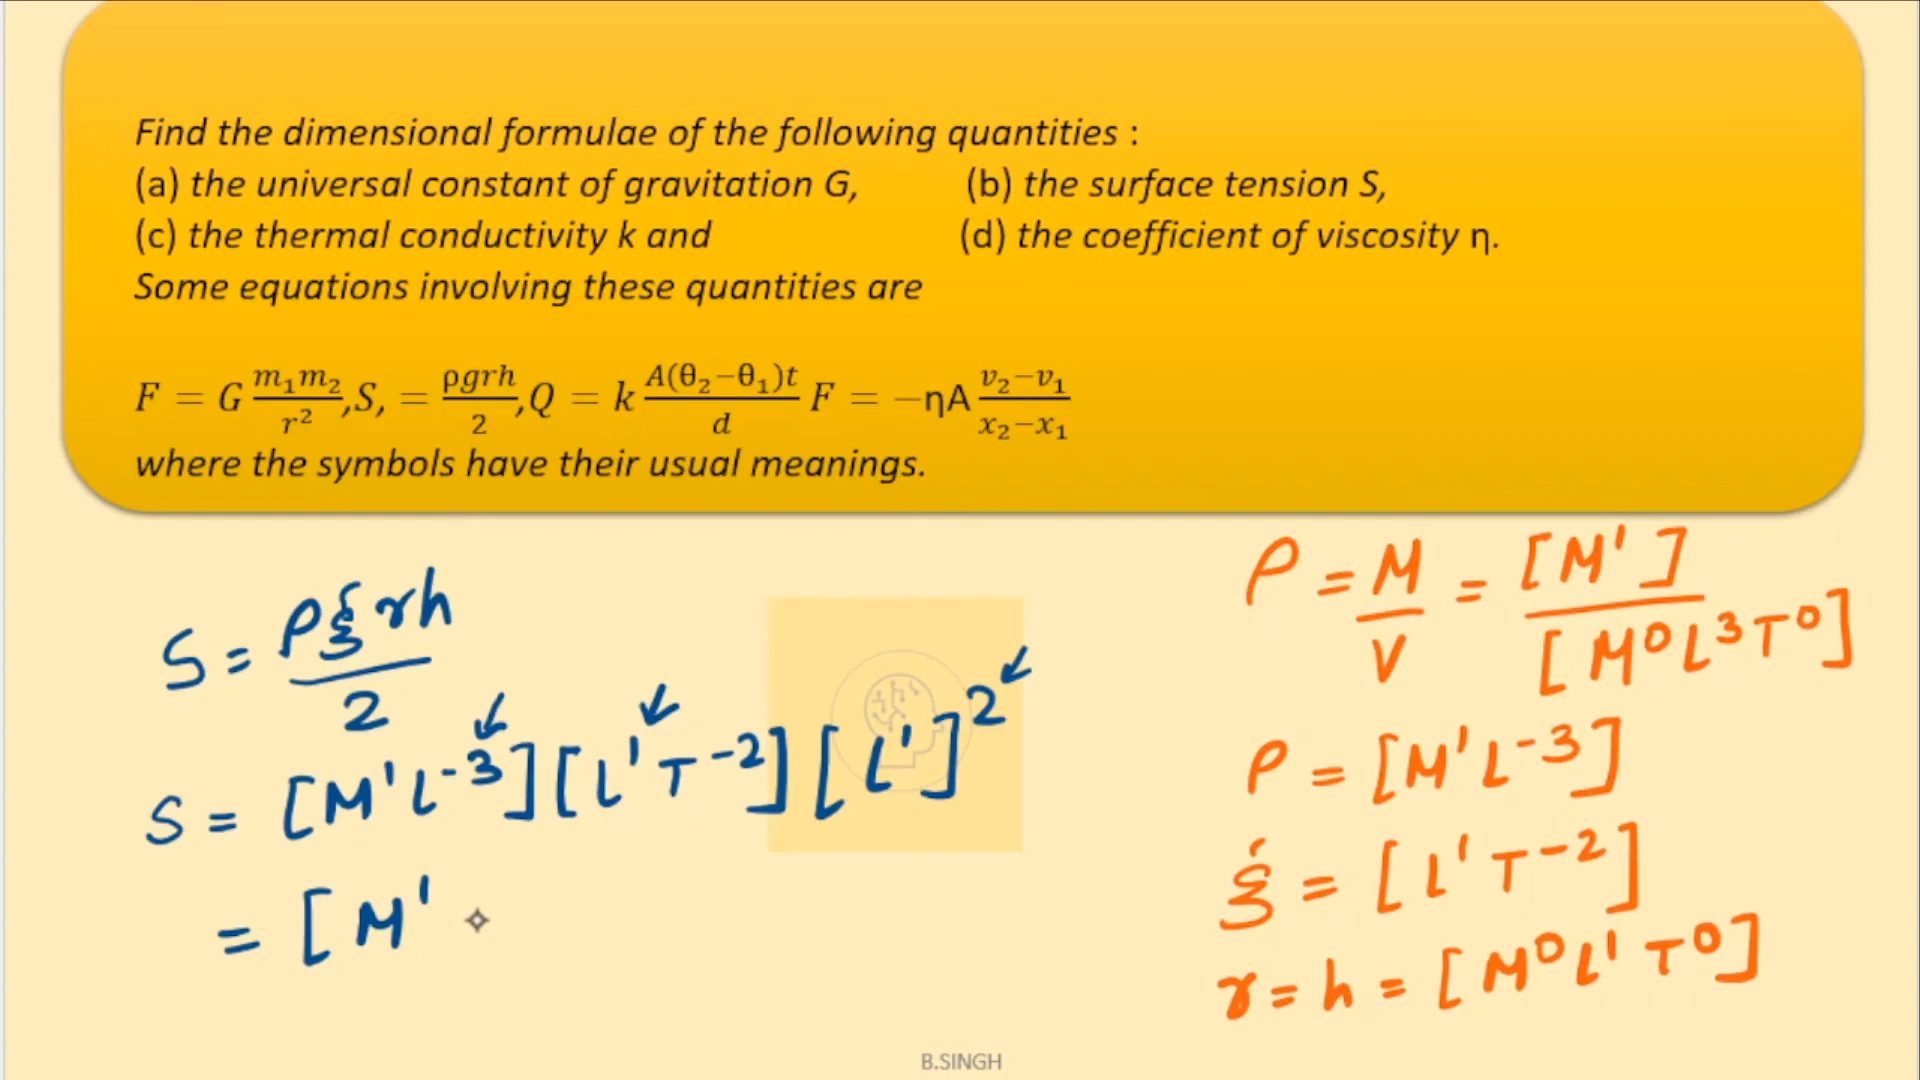 Find the dimensional formulae of the following quantities :
(a) the universal constant of gravitation G, (b) the surface tension S,
(c) the thermal conductivity k and (d) the coefficient of viscosity η.
Some equations involving these quantities are
F = G m₁m₂/r² ,S, = ρgrh/2 ,Q = k A(θ₂−θ₁)t/d F = −ηA v₂−v₁/x₂−x₁
where the symbols have their usual meanings.
S = ρgrh/2
S = [M¹L⁻³][L¹T⁻²][L¹]²
= [M¹
ρ = M/V = [M¹]/[M⁰L³T⁰]
ρ = [M¹L⁻³]
g = [L¹T⁻²]
r = h = [M⁰L¹T⁰]
B.SINGH